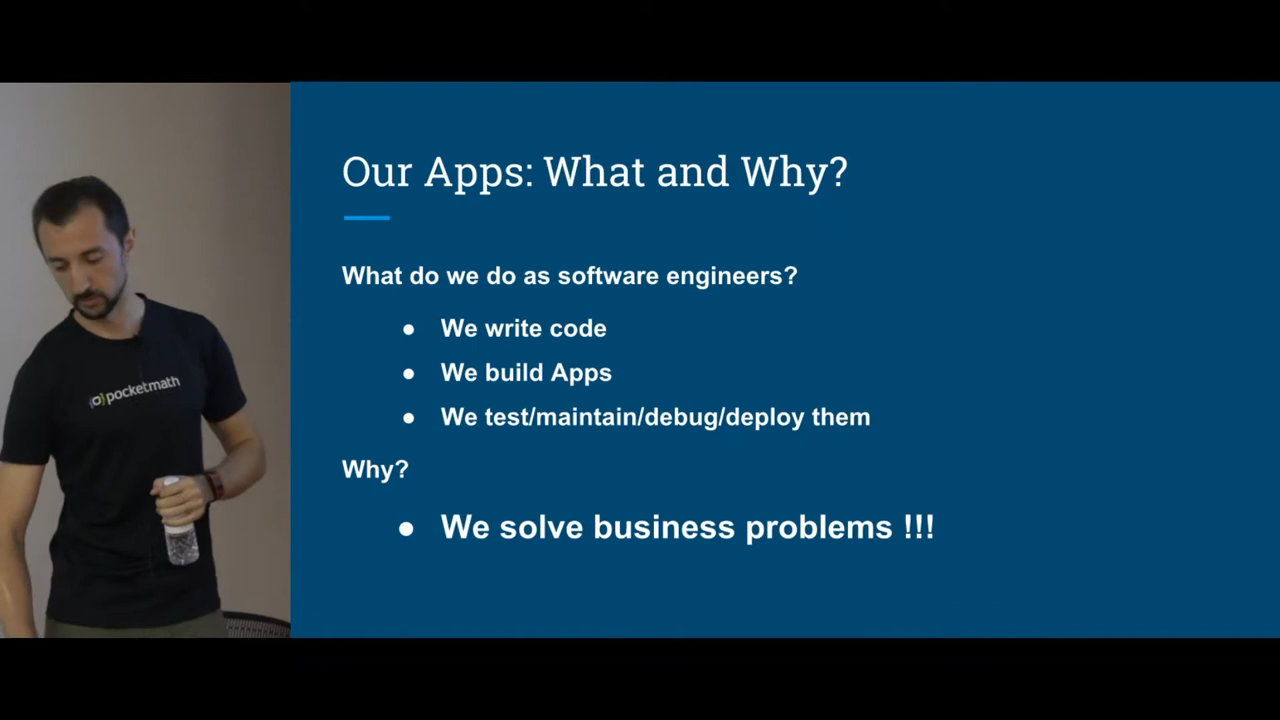 Our Apps: What and Why?
What do we do as software engineers?
● We write code
● We build Apps
● We test/maintain/debug/deploy them
Why?
● We solve business problems !!!
pocketmath